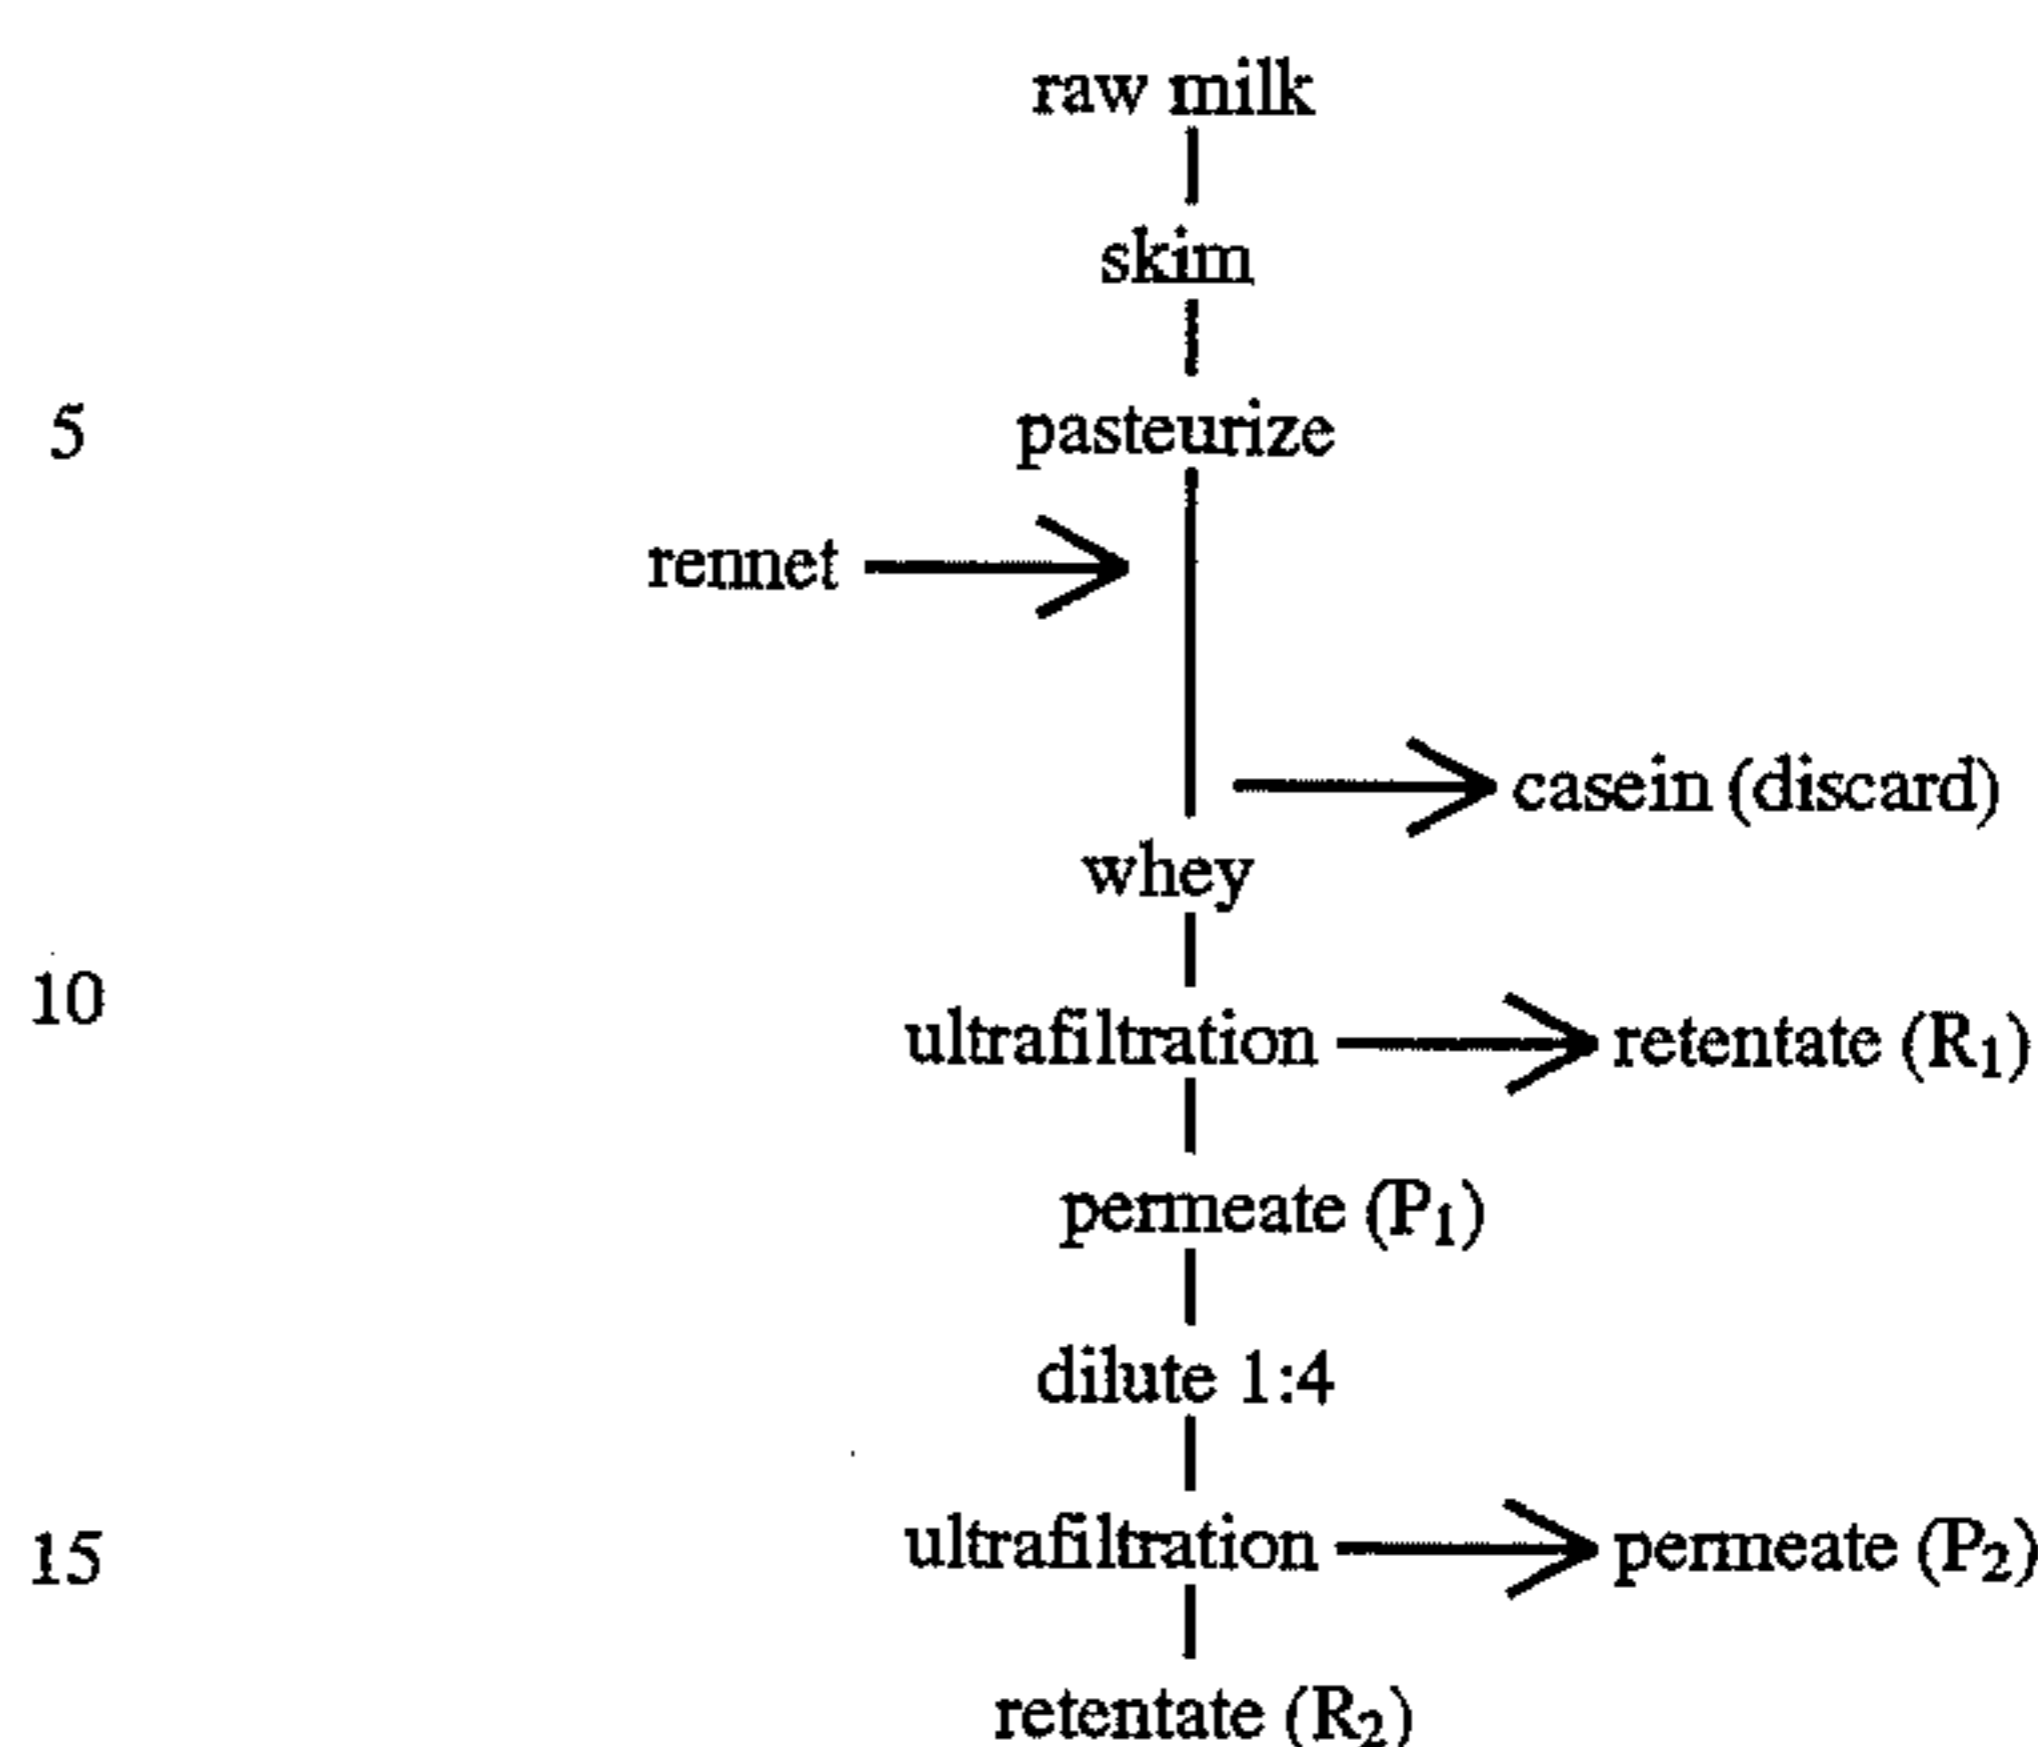 raw milk
skim
5 pasteurize
rennet
casein (discard)
whey
10
ultrafiltration retentate (R₁)
permeate (P₁)
dilute 1:4
15 ultrafiltration permeate (P₂)
retentate (R₂)